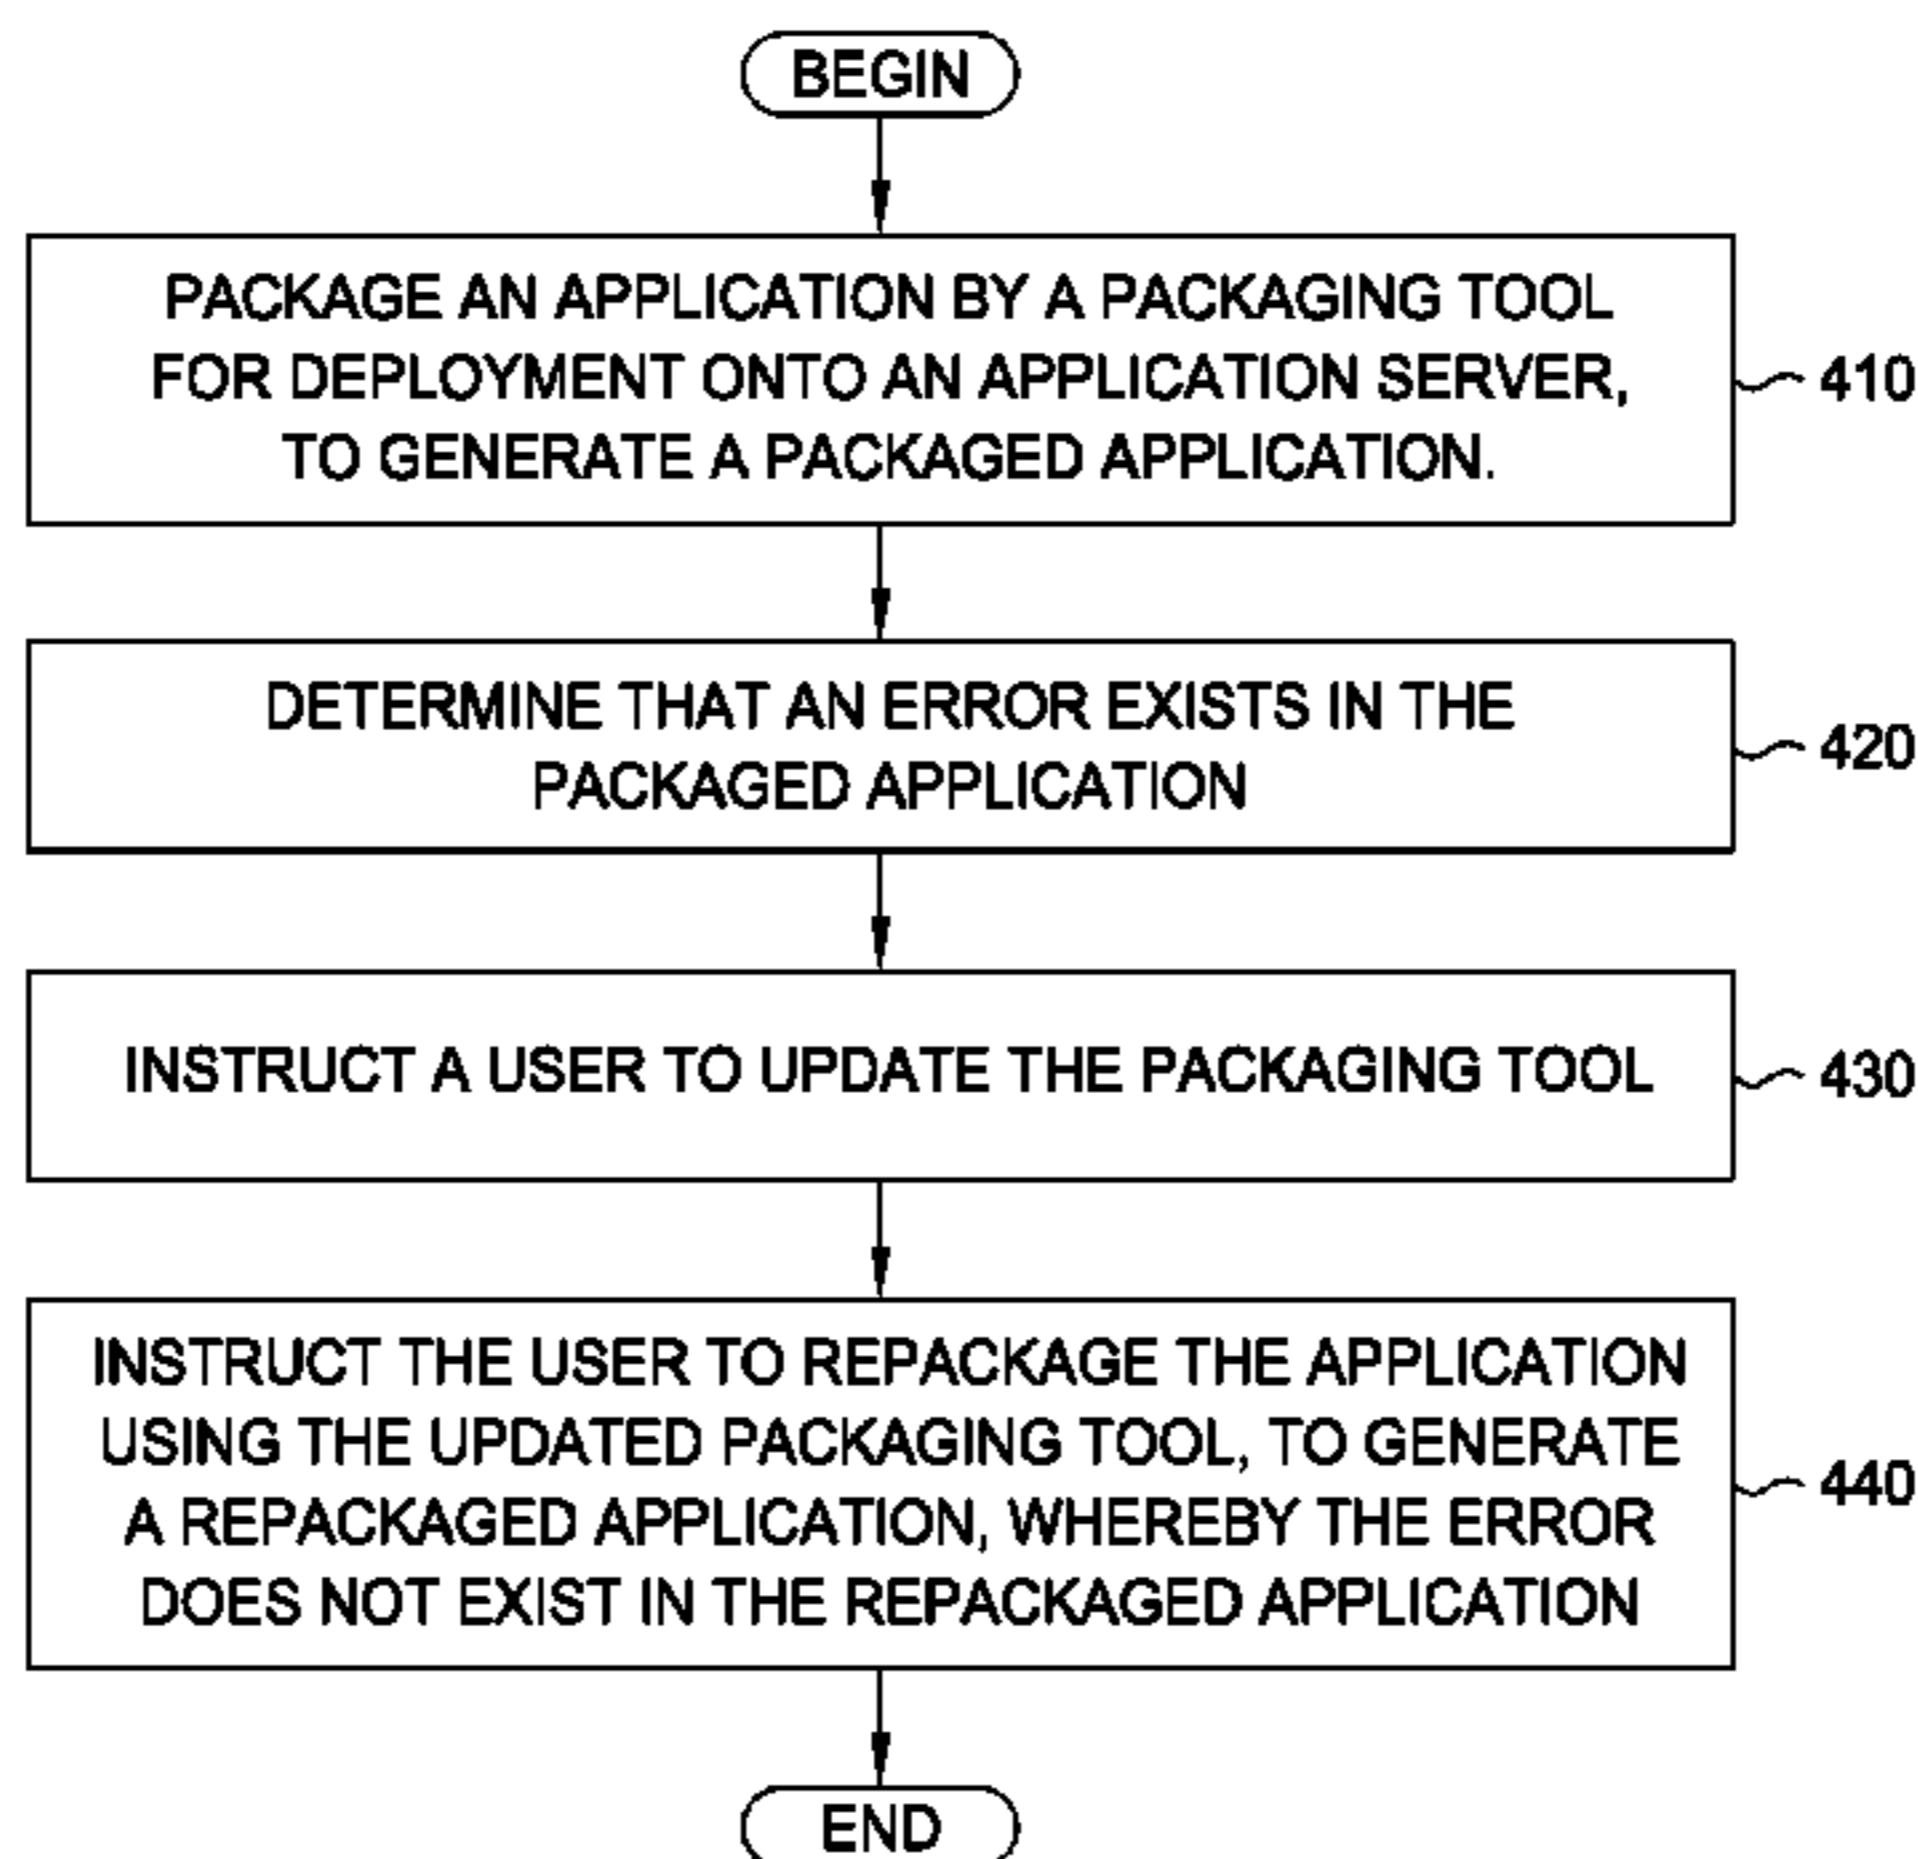 BEGIN
PACKAGE AN APPLICATION BY A PACKAGING TOOL
FOR DEPLOYMENT ONTO AN APPLICATION SERVER,
TO GENERATE A PACKAGED APPLICATION.
410
DETERMINE THAT AN ERROR EXISTS IN THE
PACKAGED APPLICATION
420
INSTRUCT A USER TO UPDATE THE PACKAGING TOOL
430
INSTRUCT THE USER TO REPACKAGE THE APPLICATION
USING THE UPDATED PACKAGING TOOL, TO GENERATE
A REPACKAGED APPLICATION, WHEREBY THE ERROR
DOES NOT EXIST IN THE REPACKAGED APPLICATION
440
END